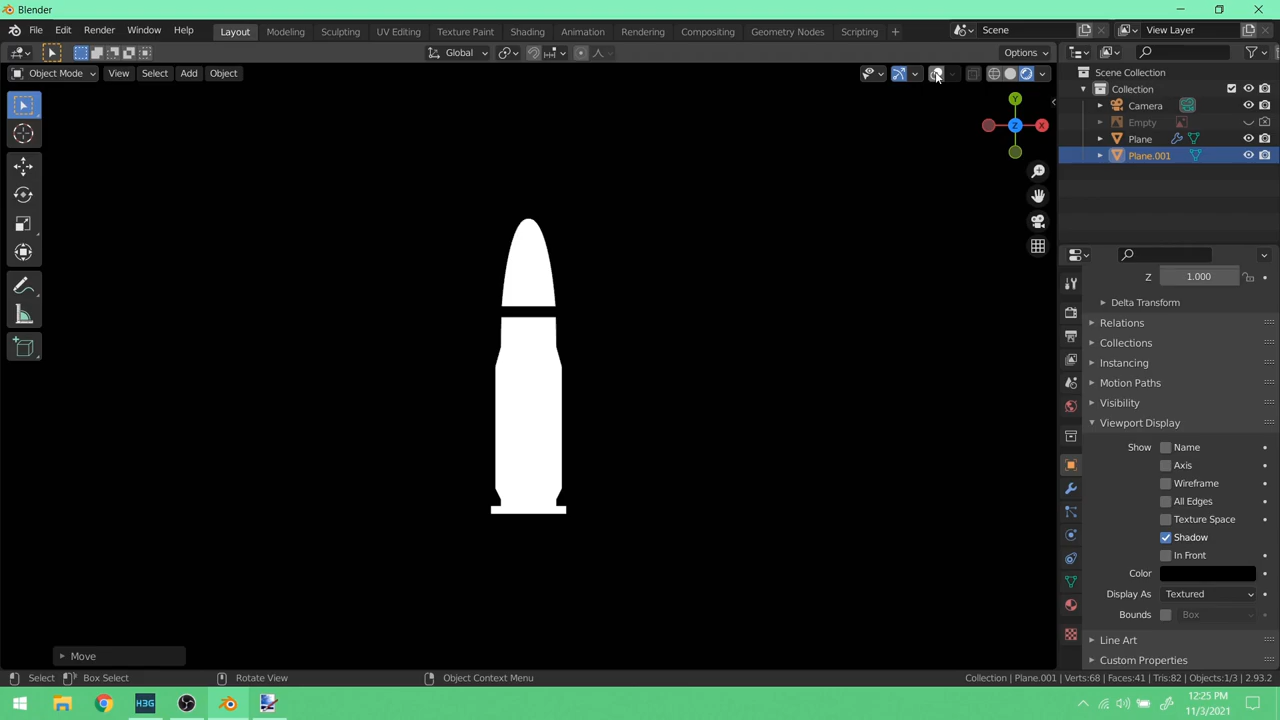 Blender
File Edit Render Window Help
Layout Modeling Sculpting UV Editing Texture Paint Shading Animation Rendering Compositing Geometry Nodes Scripting +
Scene
View Layer
Global
Options
Object Mode View Select Add Object
Scene Collection
Collection
Camera
Empty
Plane
Plane.001
Y
Z
X
Z 1.000
Delta Transform
Relations
Collections
Instancing
Motion Paths
Visibility
Viewport Display
Show Name
Axis
Wireframe
All Edges
Texture Space
Shadow
In Front
Color
Display As Textured
Bounds Box
Line Art
Custom Properties
Move
Select Box Select Rotate View Object Context Menu
Collection | Plane.001 | Verts:68 | Faces:41 | Tris:82 | Objects:1/3 | 2.93.2
H3G
12:25 PM
11/3/2021